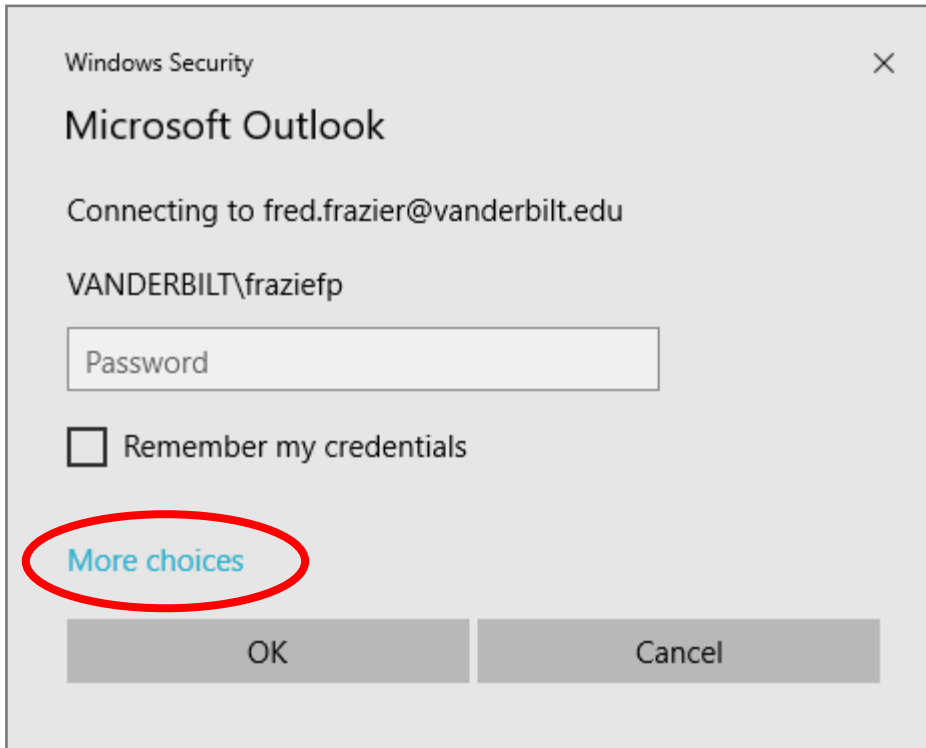 Windows Security
Microsoft Outlook
Connecting to fred.frazier@vanderbilt.edu
VANDERBILT\fraziefp
Password
Remember my credentials
More choices
OK Cancel